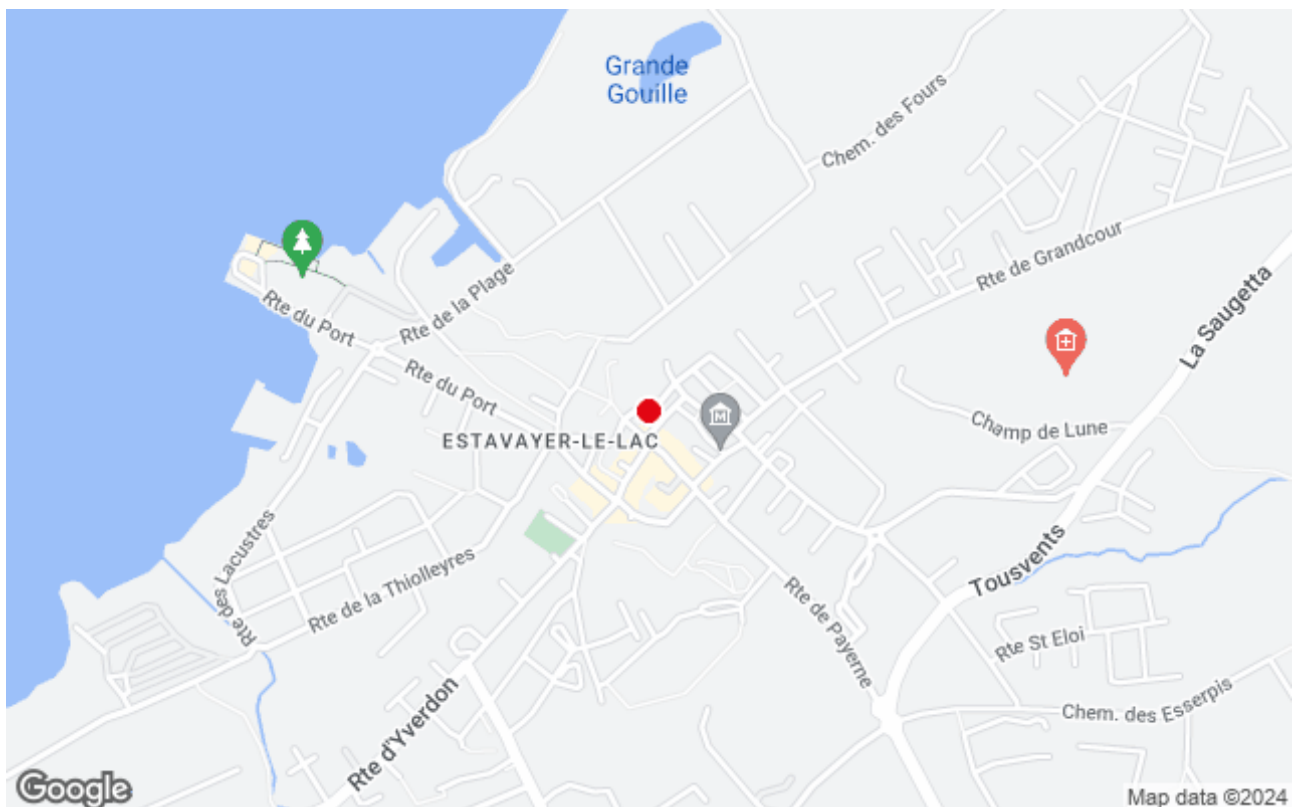 Grande
Gouille
Chem. des Fours
Rte de Grandcour
La Saugetta
Rte de la Plage
Rte du Port
Rte du Port
Champ de Lune
ESTAVAYER-LE-LAC
M
Rte des Lacustres
Rte de la Thiolleyres
Tousvents
Rte de Payerne
Rte St Eloi
Chem. des Esserpis
Rte d'Yverdon
Google
Map data ©2024